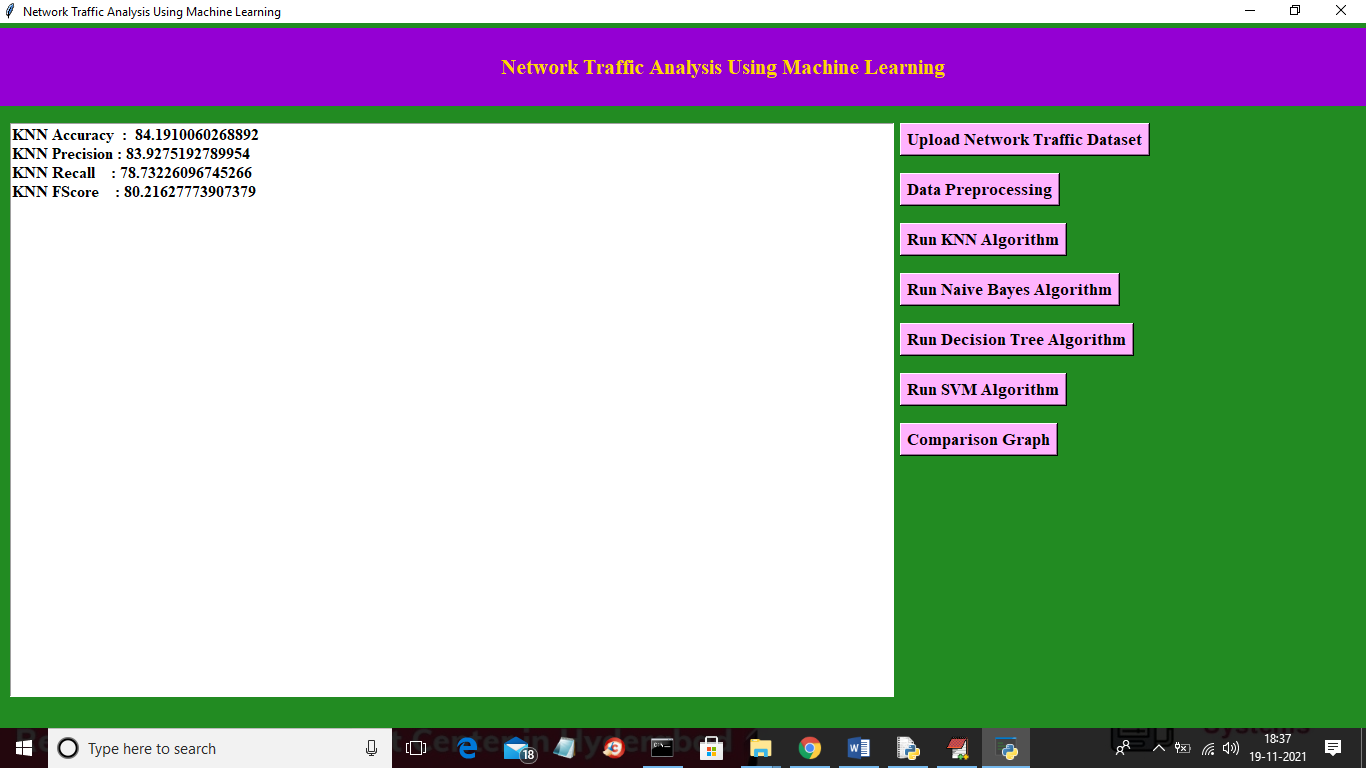 Network Traffic Analysis Using Machine Learning
Network Traffic Analysis Using Machine Learning
KNN Accuracy : 84.1910060268892
KNN Precision : 83.9275192789954
KNN Recall : 78.73226096745266
KNN FScore : 80.21627773907379
Upload Network Traffic Dataset
Data Preprocessing
Run KNN Algorithm
Run Naive Bayes Algorithm
Run Decision Tree Algorithm
Run SVM Algorithm
Comparison Graph
Type here to search
18
18:37
19-11-2021